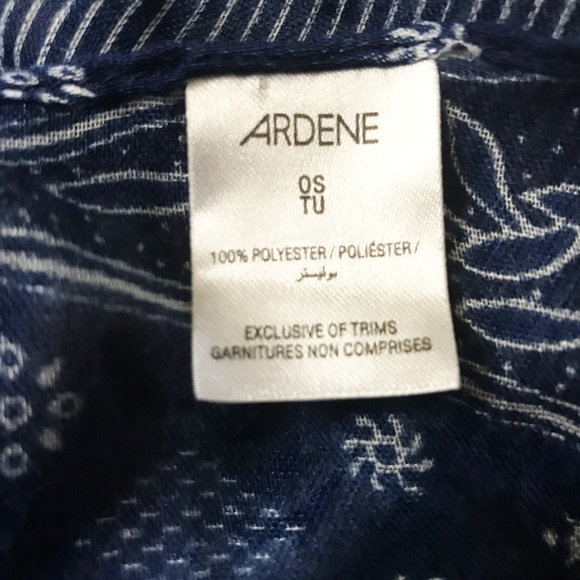 ARDENE
OS
TU
100% POLYESTER / POLIÉSTER /
بوليستر
EXCLUSIVE OF TRIMS
GARNITURES NON COMPRISES